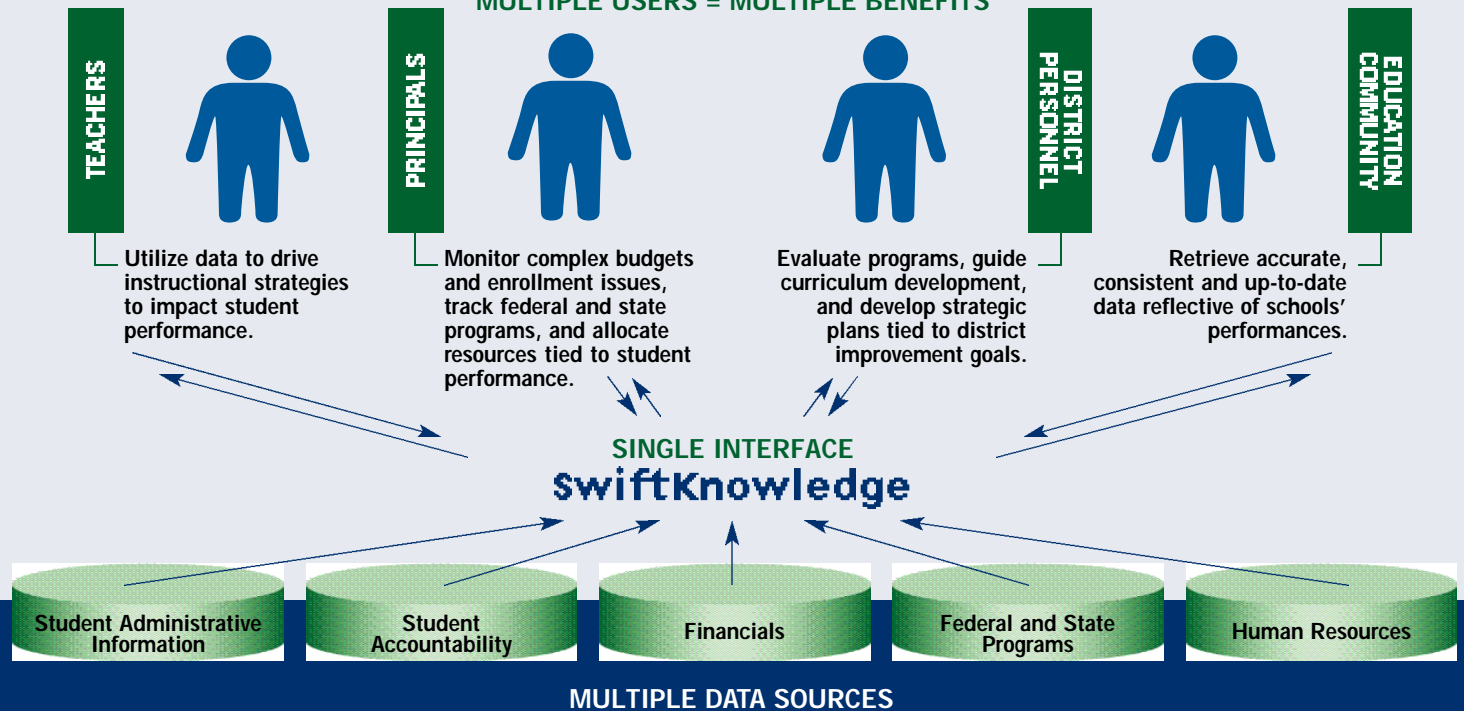 MULTIPLE USERS = MULTIPLE BENEFITS
TEACHERS
Utilize data to drive
instructional strategies
to impact student
performance.
PRINCIPALS
Monitor complex budgets
and enrollment issues,
track federal and state
programs, and allocate
resources tied to student
performance.
DISTRICT
PERSONNEL
Evaluate programs, guide
curriculum development,
and develop strategic
plans tied to district
improvement goals.
EDUCATION
COMMUNITY
Retrieve accurate,
consistent and up-to-date
data reflective of schools’
performances.
SINGLE INTERFACE
SwiftKnowledge
Student Administrative
Information
Student
Accountability
Financials
Federal and State
Programs
Human Resources
MULTIPLE DATA SOURCES